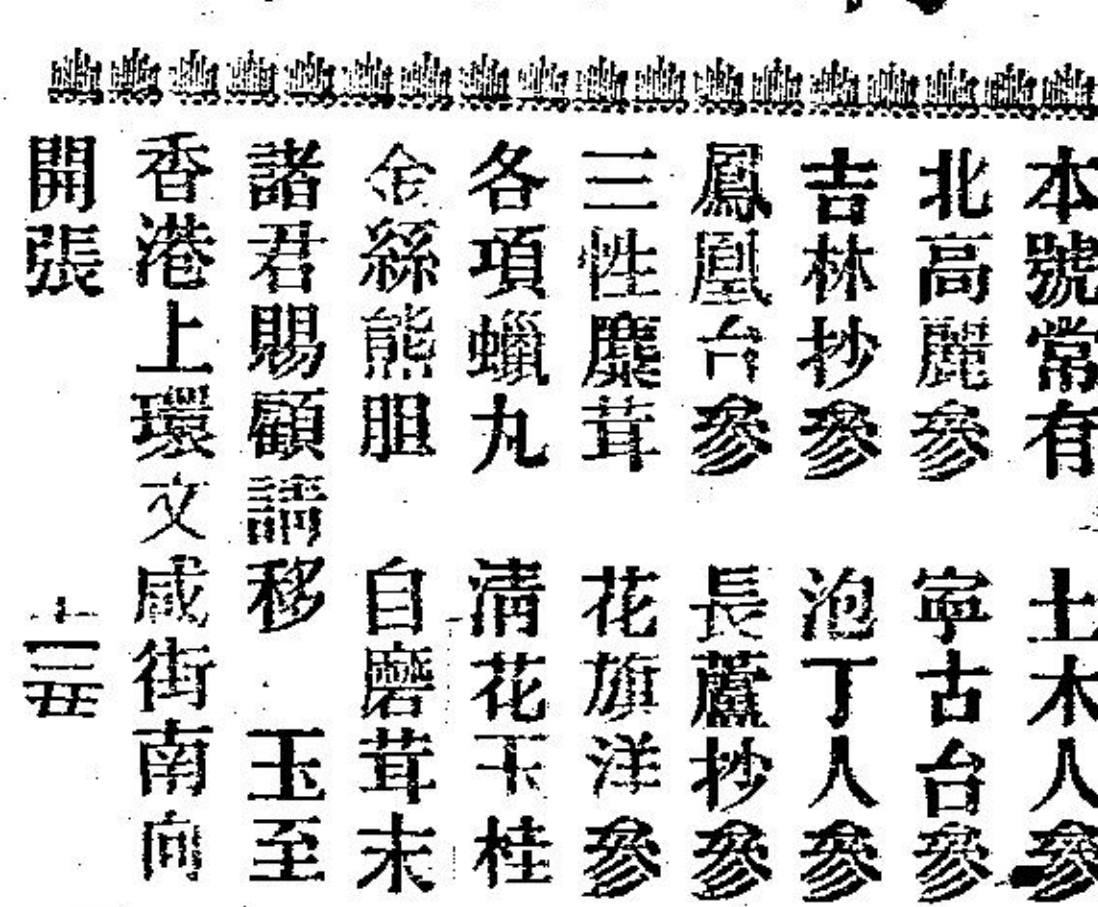 本號常有 土木人參
北高麗參 寧古台參
吉林抄參 泡丁人參
鳳凰台參 長蘆抄參
三性麋茸 花旗洋參
各項蠟丸 清花玉桂
金絲熊胆 自磨茸末
諸君賜顧請移 玉至
香港上環文咸街南向
開張